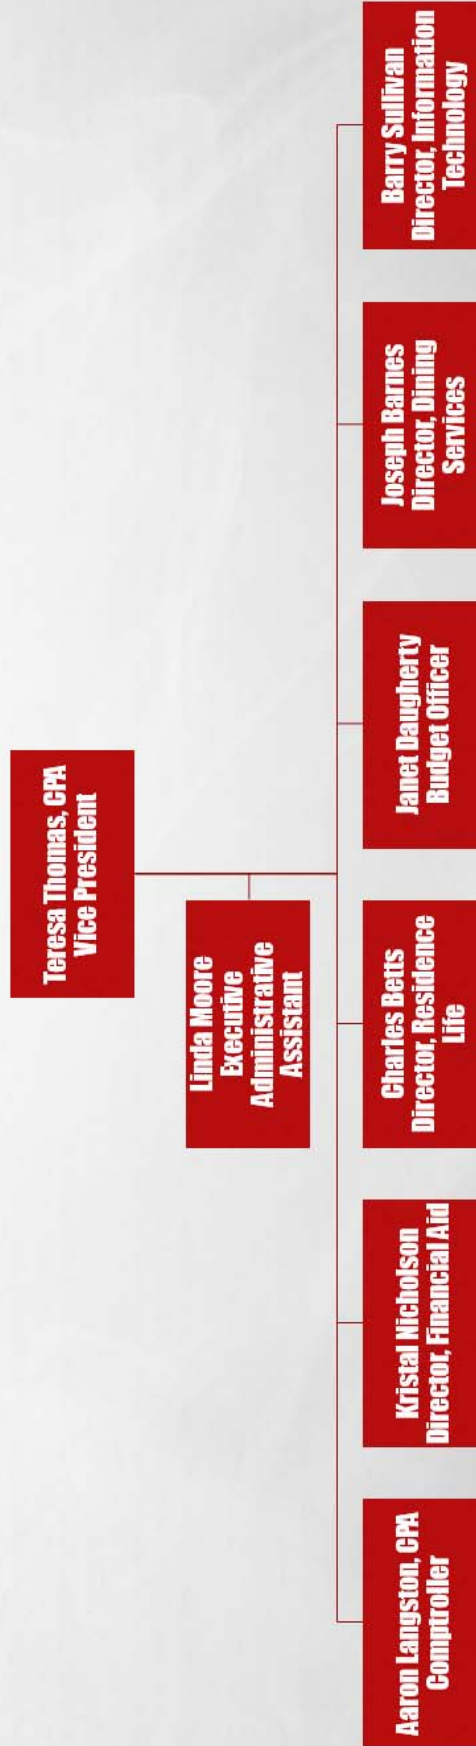 Teresa Thomas, CPA
Vice President
Linda Moore
Executive
Administrative
Assistant
Aaron Langston, CPA
Comptroller
Kristal Nicholson
Director, Financial Aid
Charles Betts
Director, Residence
Life
Janet Daugherty
Budget Officer
Joseph Barnes
Director, Dining
Services
Barry Sullivan
Director, Information
Technology